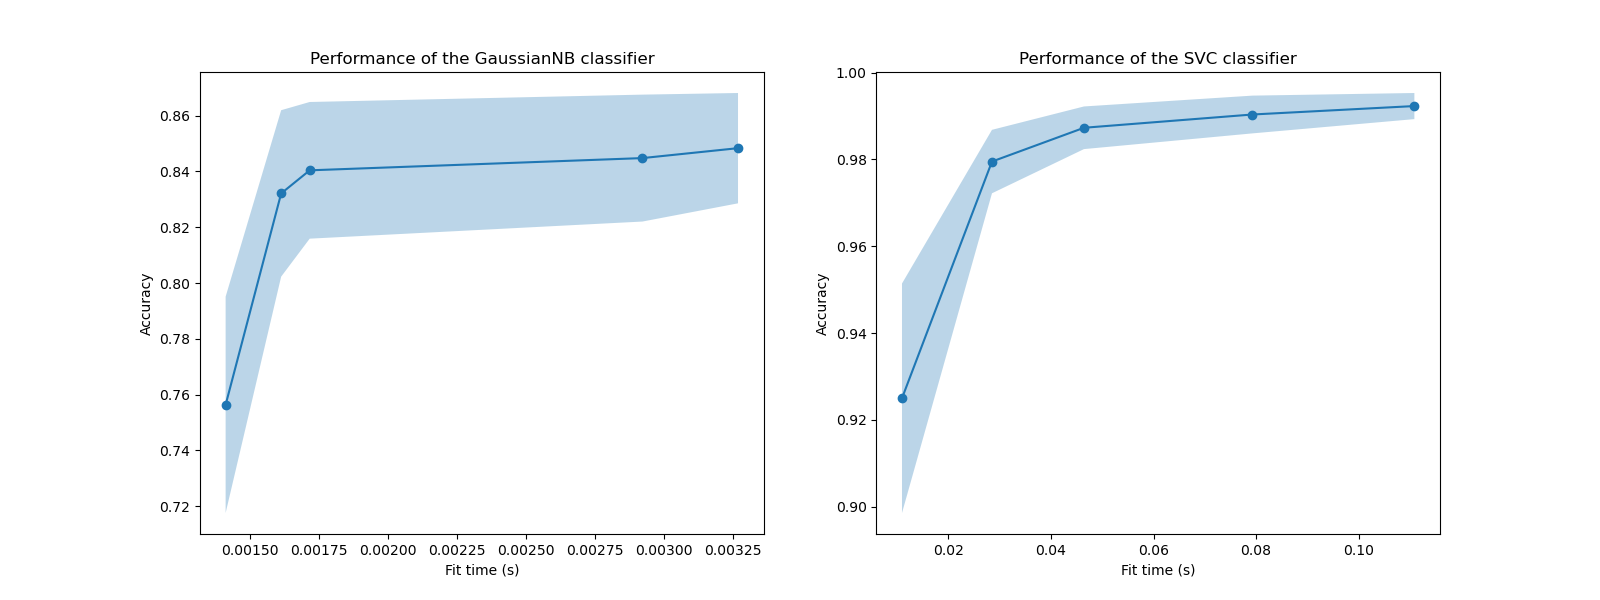 Performance of the GaussianNB classifier
Accuracy
0.86
0.84
0.82
0.80
0.78
0.76
0.74
0.72
0.00150 0.00175 0.00200 0.00225 0.00250 0.00275 0.00300 0.00325
Fit time (s)
Performance of the SVC classifier
Accuracy
1.00
0.98
0.96
0.94
0.92
0.90
0.02 0.04 0.06 0.08 0.10
Fit time (s)